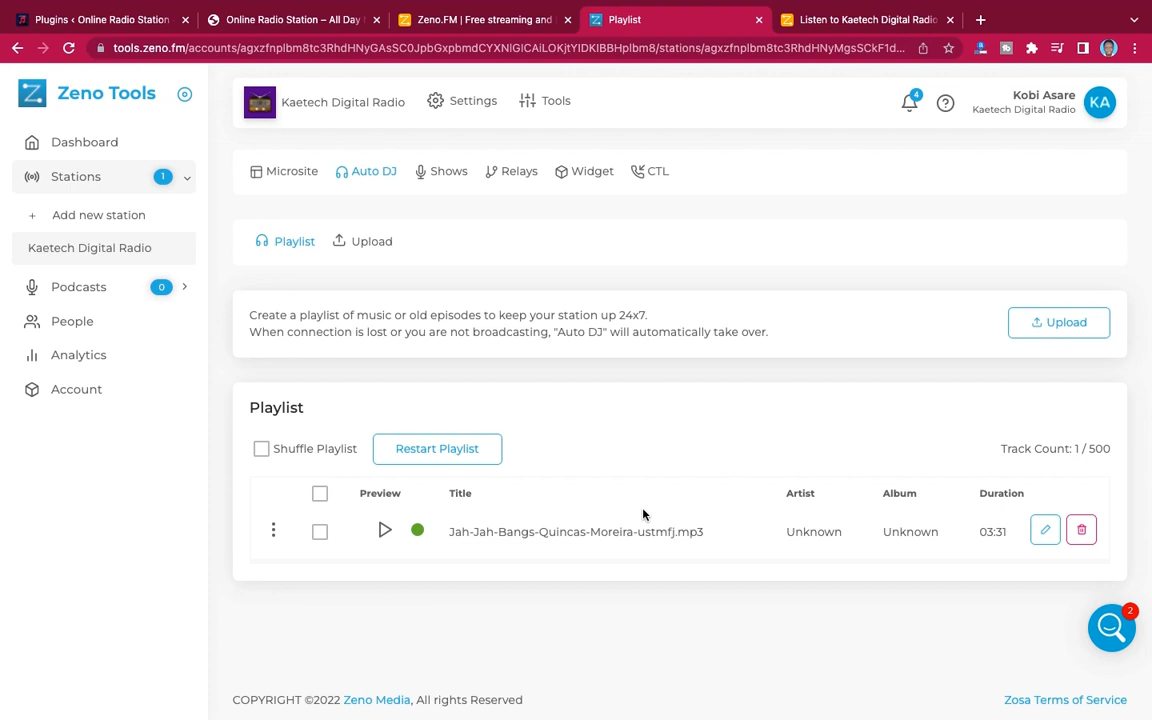 Plugins ‹ Online Radio Station
Online Radio Station – All Day
Zeno.FM | Free streaming and
Playlist
Listen to Kaetech Digital Radio
tools.zeno.fm/accounts/agxzfnplbm8tc3RhdHNyGAsSC0JpbGxpbmdCYXNlGICAiLOKjtYIDKIBBHplbm8/stations/agxzfnplbm8tc3RhdHNyMgsSCkF1d...
Zeno Tools
Dashboard
Stations
1
+ Add new station
Kaetech Digital Radio
Podcasts
0
People
Analytics
Account
Kaetech Digital Radio
Settings
Tools
4
Kobi Asare
Kaetech Digital Radio
KA
Microsite
Auto DJ
Shows
Relays
Widget
CTL
Playlist
Upload
Create a playlist of music or old episodes to keep your station up 24x7.
When connection is lost or you are not broadcasting, "Auto DJ" will automatically take over.
Upload
Playlist
Shuffle Playlist
Restart Playlist
Track Count: 1 / 500
Preview
Title
Artist
Album
Duration
Jah-Jah-Bangs-Quincas-Moreira-ustmfj.mp3
Unknown
Unknown
03:31
2
COPYRIGHT ©2022 Zeno Media, All rights Reserved
Zosa Terms of Service